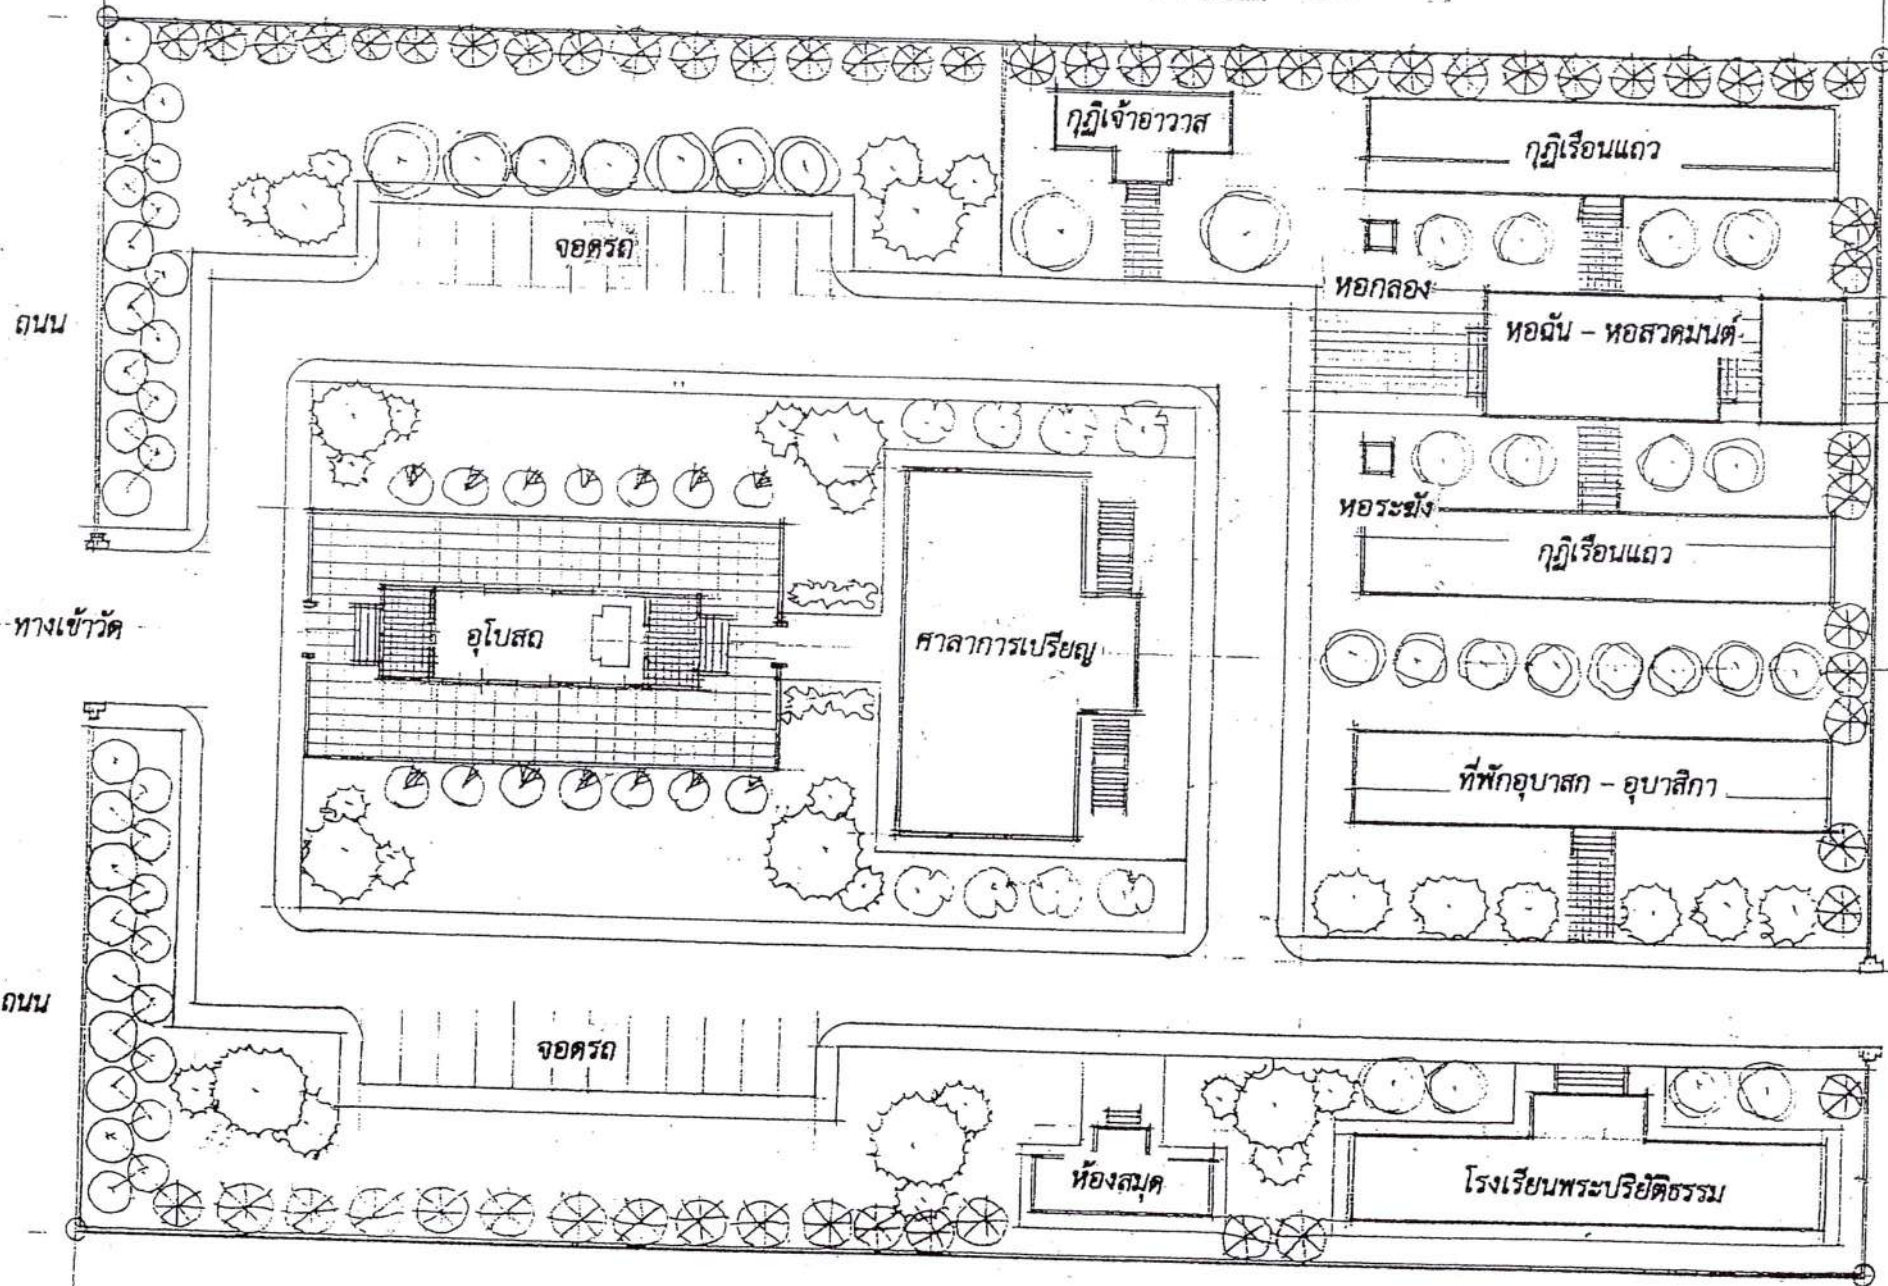 กุฏิเจ้าอาวาส
กุฏิเรือนแถว
จอดรถ
หอกลอง
ถนน
หอฉัน - หอสวดมนต์
หอระฆัง
กุฏิเรือนแถว
ทางเข้าวัด
อุโบสถ
ศาลาการเปรียญ
ที่พักอุบาสก - อุบาสิกา
ถนน
จอดรถ
ห้องสมุด
โรงเรียนพระปริยัติธรรม